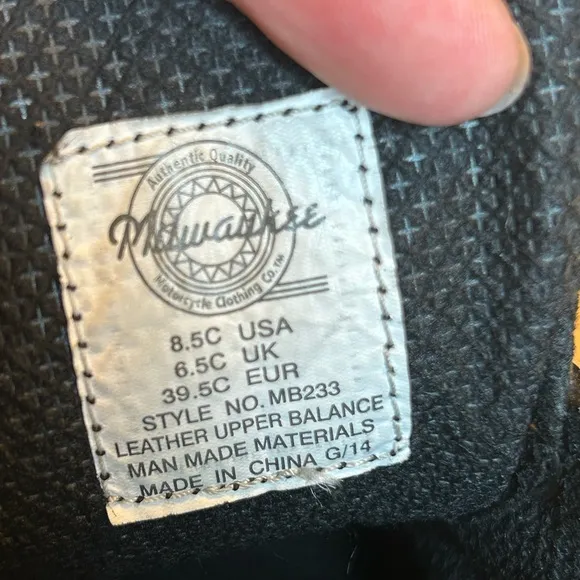 Authentic Quality
Milwaukee
Motorcycle Clothing Co.™
8.5C USA
6.5C UK
39.5C EUR
STYLE NO. MB233
LEATHER UPPER BALANCE
MAN MADE MATERIALS
MADE IN CHINA G/14